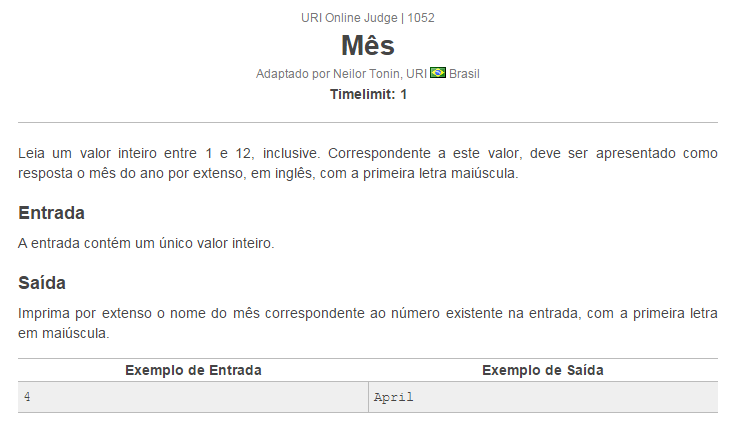 URI Online Judge | 1052
Mês
Adaptado por Neilor Tonin, URI Brasil
Timelimit: 1
Leia um valor inteiro entre 1 e 12, inclusive. Correspondente a este valor, deve ser apresentado como
resposta o mês do ano por extenso, em inglês, com a primeira letra maiúscula.
Entrada
A entrada contém um único valor inteiro.
Saída
Imprima por extenso o nome do mês correspondente ao número existente na entrada, com a primeira letra
em maiúscula.
Exemplo de Entrada Exemplo de Saída
4 April